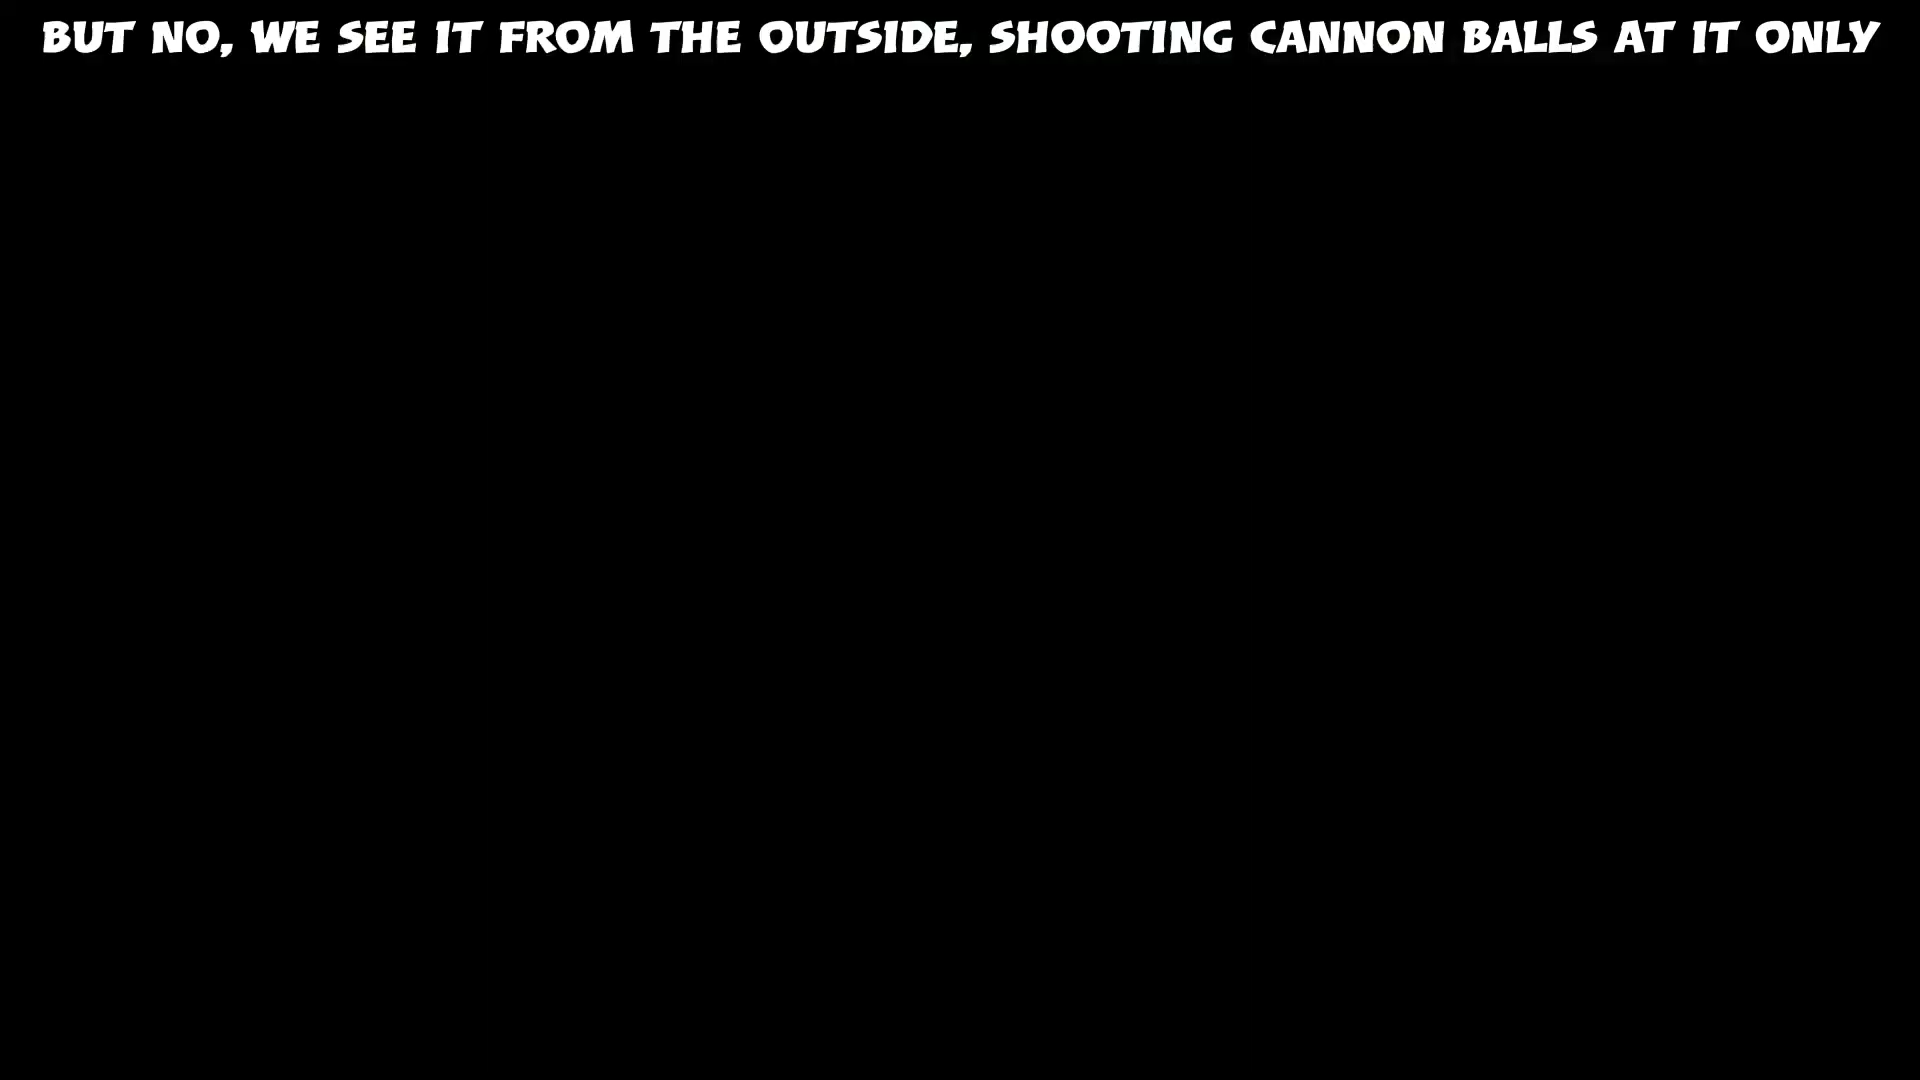 BUT NO, WE SEE IT FROM THE OUTSIDE, SHOOTING CANNON BALLS AT IT ONLY